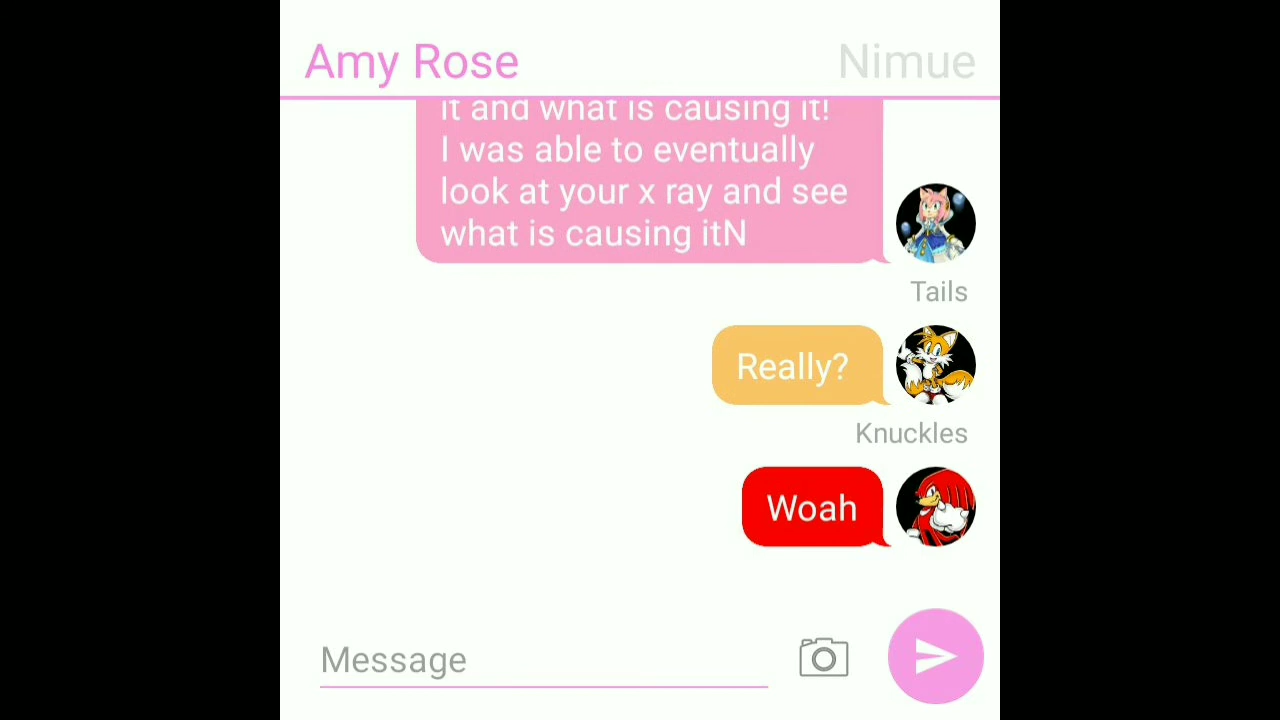 Amy Rose
Nimue
it and what is causing it!
I was able to eventually
look at your x ray and see
what is causing itN
Tails
Really?
Knuckles
Woah
Message